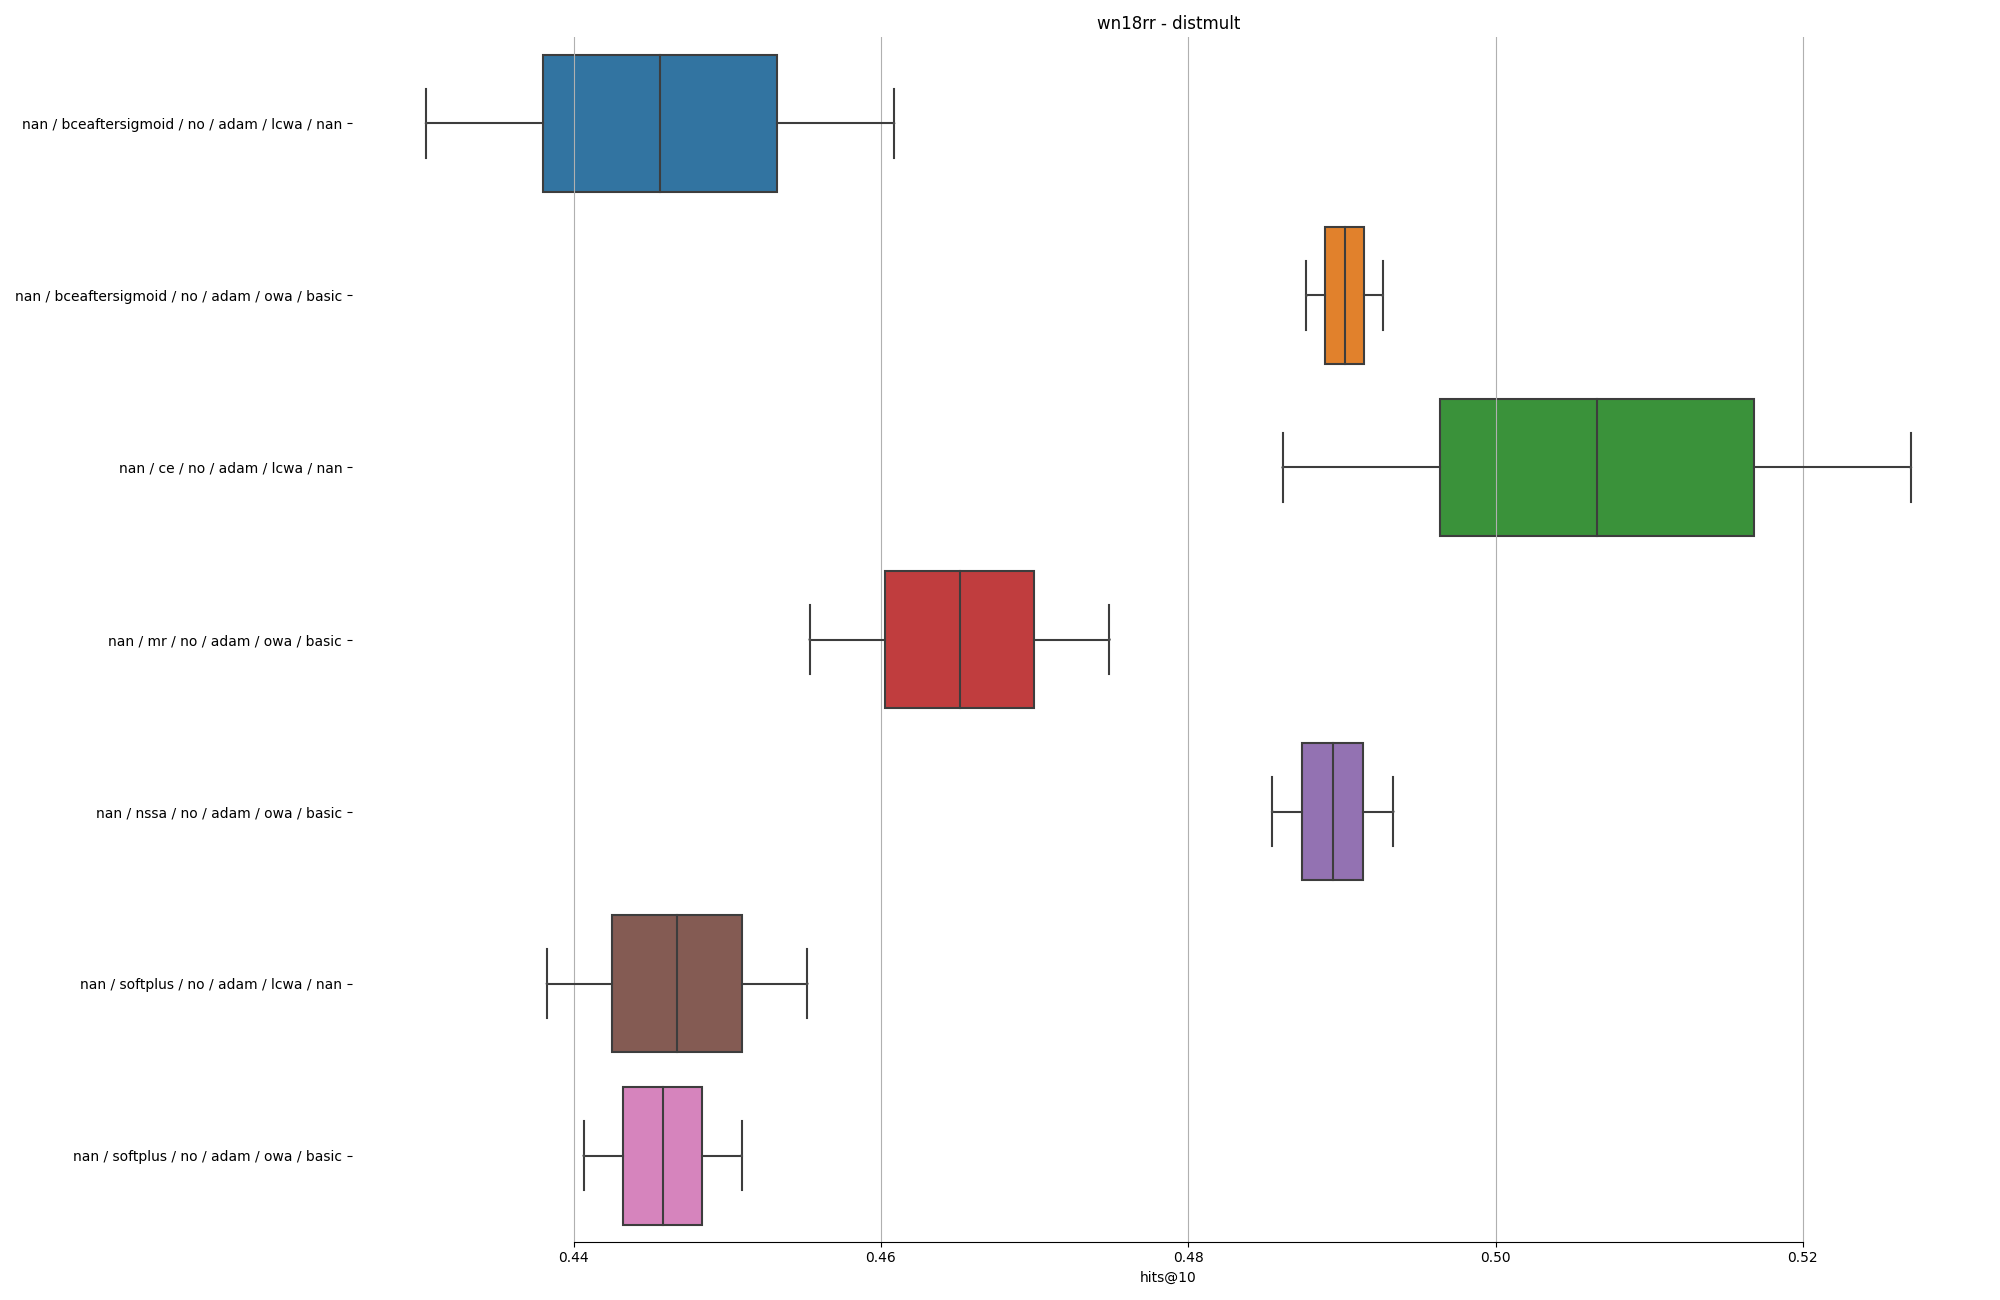 wn18rr - distmult
nan / bceaftersigmoid / no / adam / lcwa / nan
nan / bceaftersigmoid / no / adam / owa / basic
nan / ce / no / adam / lcwa / nan
nan / mr / no / adam / owa / basic
nan / nssa / no / adam / owa / basic
nan / softplus / no / adam / lcwa / nan
nan / softplus / no / adam / owa / basic
0.44 0.46 0.48 0.50 0.52
hits@10